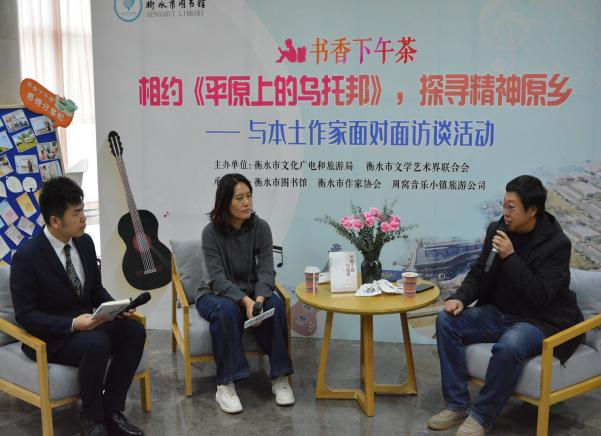 衡水市图书馆
HENGSHUI LIBRARY
书香下午茶
相约《平原上的乌托邦》，探寻精神原乡
—— 与本土作家面对面访谈活动
主办单位：衡水市文化广电和旅游局 衡水市文学艺术界联合会
承
衡水市图书馆 衡水市作家协会 周窝音乐小镇旅游公司